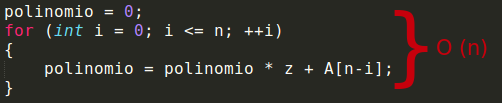 polinomio = 0;
for (int i = 0; i <= n; ++i)
{
    polinomio = polinomio * z + A[n-i];
}
O (n)